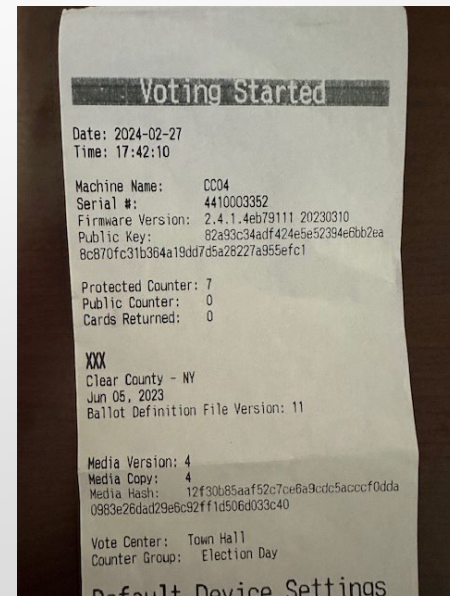 Voting Started
Date: 2024-02-27
Time: 17:42:10
Machine Name: CC04
Serial #: 4410003352
Firmware Version: 2.4.1.4eb79111 20230310
Public Key: 82a93c34adf424e5e52394e6bb2ea
8c870fc31b364a19dd7d5a28227a955efc1
Protected Counter: 7
Public Counter: 0
Cards Returned: 0
XXX
Clear County - NY
Jun 05, 2023
Ballot Definition File Version: 11
Media Version: 4
Media Copy: 4
Media Hash: 12f30b85aaf52c7ce6a9cdc5acccf0dda
0983e26dad29e6c92ff1d506d033c40
Vote Center: Town Hall
Counter Group: Election Day
Default Device Settings